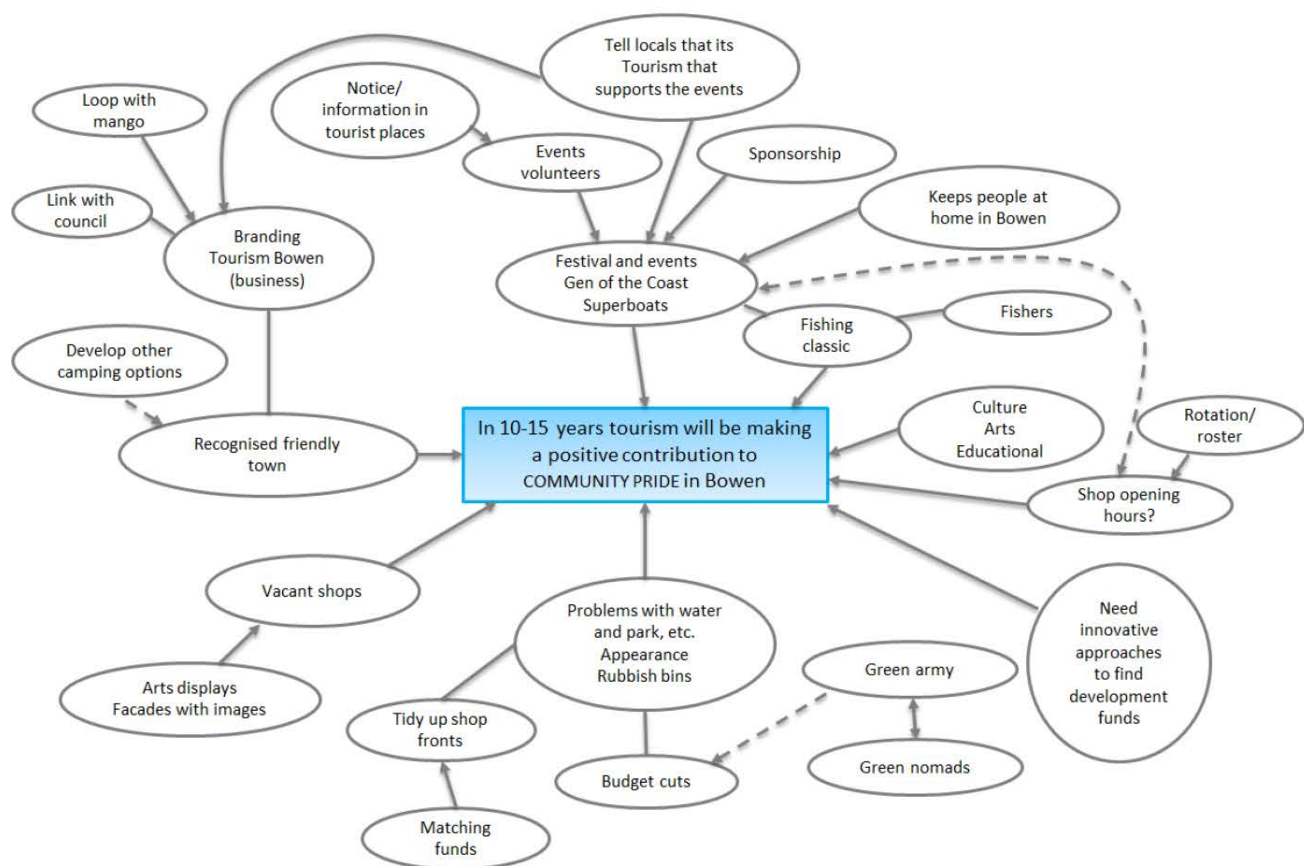 Tell locals that its
Tourism that
supports the events
Notice/
information in
tourist places
Loop with
mango
Events
volunteers
Sponsorship
Keeps people at
home in Bowen
Link with
council
Branding
Tourism Bowen
(business)
Festival and events
Gen of the Coast
Superboats
Fishing
classic
Fishers
Develop other
camping options
Recognised friendly
town
In 10-15 years tourism will be making
a positive contribution to
COMMUNITY PRIDE in Bowen
Culture
Arts
Educational
Rotation/
roster
Shop opening
hours?
Vacant shops
Problems with water
and park, etc.
Appearance
Rubbish bins
Need
innovative
approaches
to find
development
funds
Green army
Arts displays
Facades with images
Tidy up shop
fronts
Budget cuts
Green nomads
Matching
funds